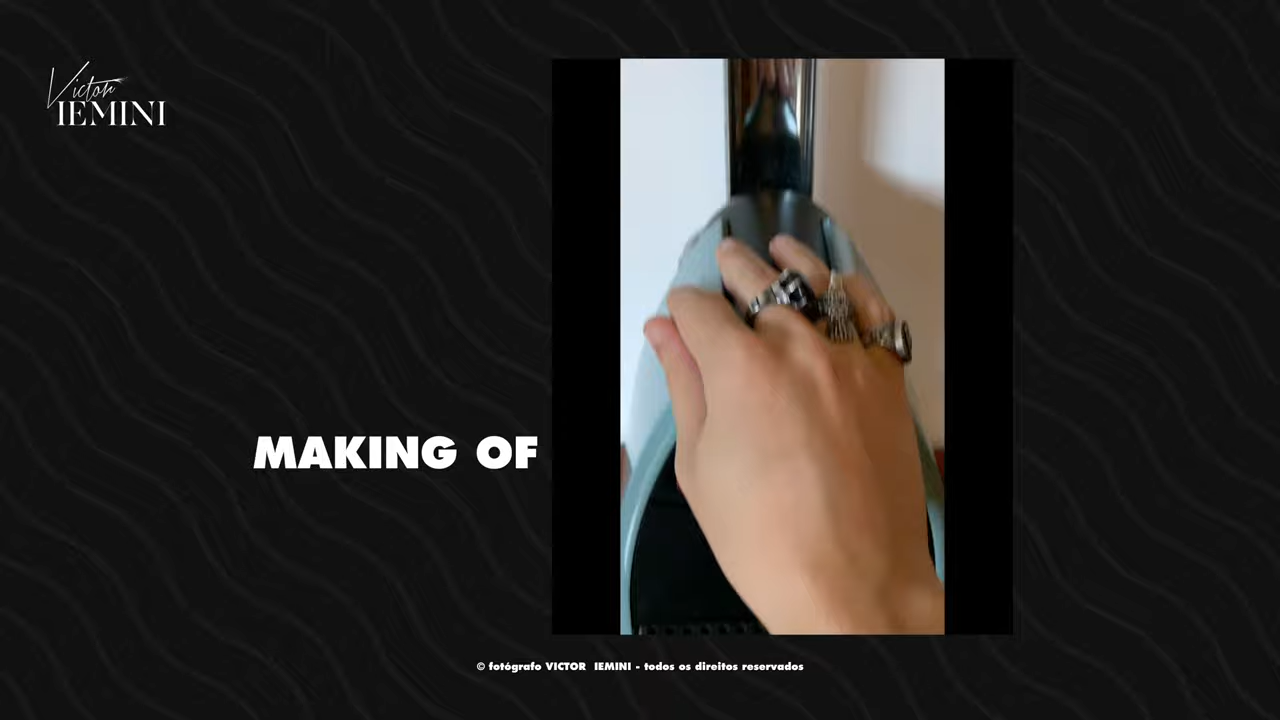 Victor
IEMINI
MAKING OF
© fotógrafo VICTOR IEMINI - todos os direitos reservados